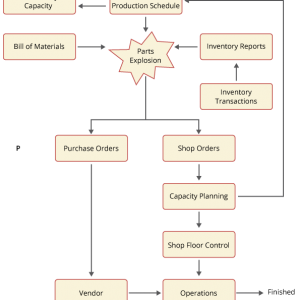 Capacity
Production Schedule
Bill of Materials
Parts
Explosion
Inventory Reports
Inventory
Transactions
P
Purchase Orders
Shop Orders
Capacity Planning
Shop Floor Control
Vendor
Operations
Finished